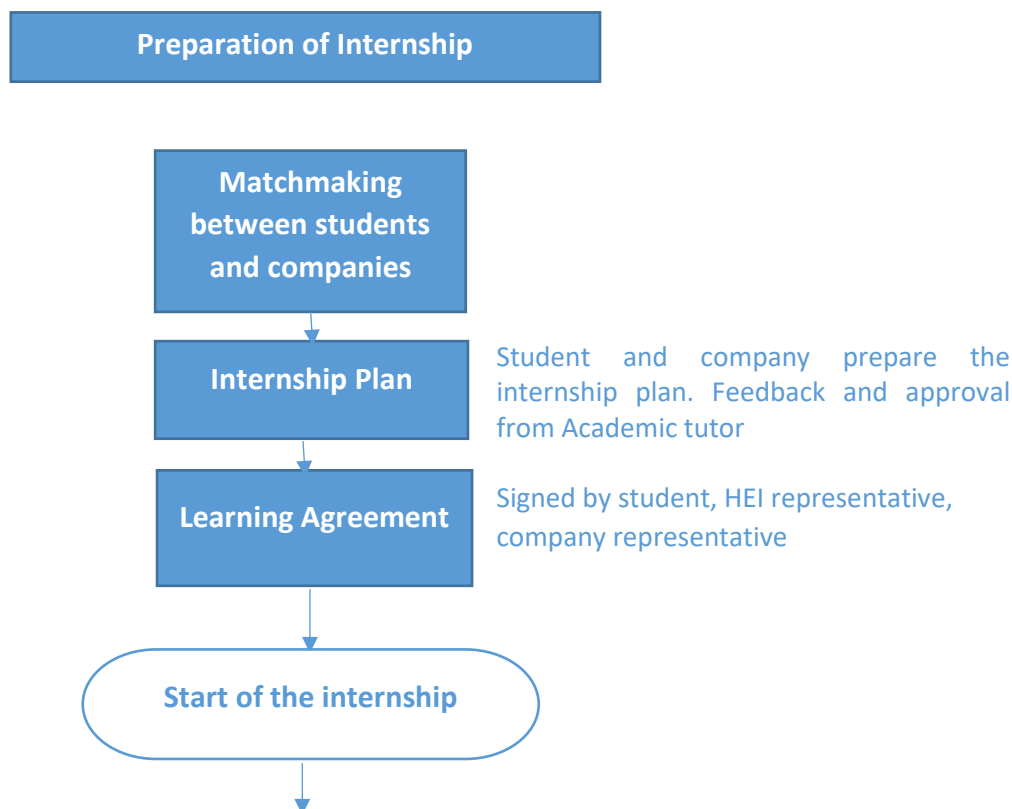 Preparation of Internship
Matchmaking
between students
and companies
Internship Plan
Student and company prepare the
internship plan. Feedback and approval
from Academic tutor
Learning Agreement
Signed by student, HEI representative,
company representative
Start of the internship